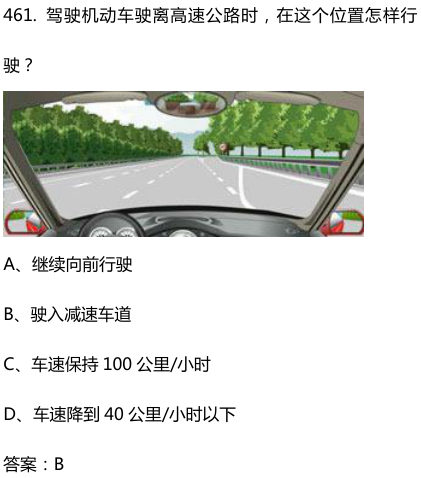 461. 驾驶机动车驶离高速公路时，在这个位置怎样行
驶？
A、继续向前行驶
B、驶入减速车道
C、车速保持 100 公里/小时
D、车速降到 40 公里/小时以下
答案：B